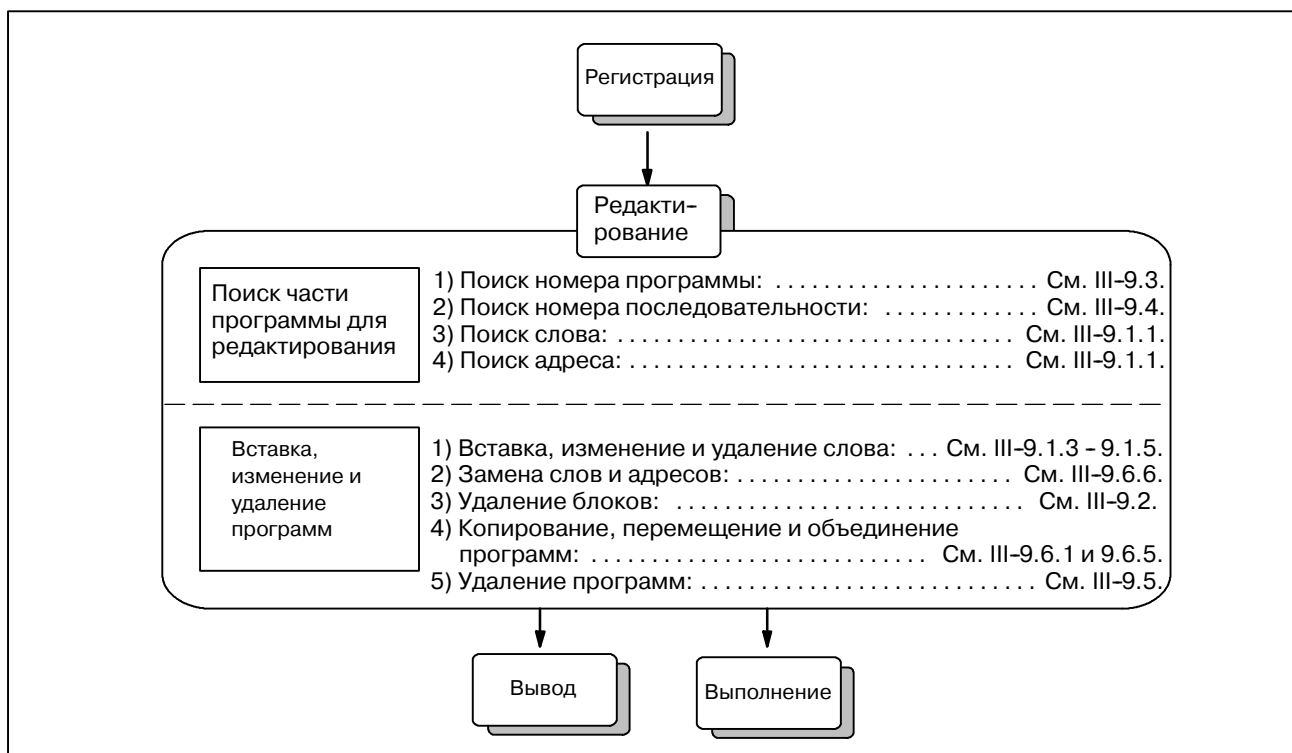 Регистрация
Редакти-
рование
Поиск части
программы для
редактирования
1) Поиск номера программы: . . . . . . . . . . . . . . . . . . . . . . . См. III-9.3.
2) Поиск номера последовательности: . . . . . . . . . . . . . См. III-9.4.
3) Поиск слова: . . . . . . . . . . . . . . . . . . . . . . . . . . . . . . . . . . См. III-9.1.1.
4) Поиск адреса: . . . . . . . . . . . . . . . . . . . . . . . . . . . . . . . . . См. III-9.1.1.
Вставка,
изменение и
удаление
программ
1) Вставка, изменение и удаление слова: . . . См. III-9.1.3 - 9.1.5.
2) Замена слов и адресов: . . . . . . . . . . . . . . . . . . . . . . . . . См. III-9.6.6.
3) Удаление блоков: . . . . . . . . . . . . . . . . . . . . . . . . . . . . . . См. III-9.2.
4) Копирование, перемещение и объединение
программ: . . . . . . . . . . . . . . . . . . . . . . . . . . . . См. III-9.6.1 и 9.6.5.
5) Удаление программ: . . . . . . . . . . . . . . . . . . . . . . . . . . . . См. III-9.5.
Вывод
Выполнение